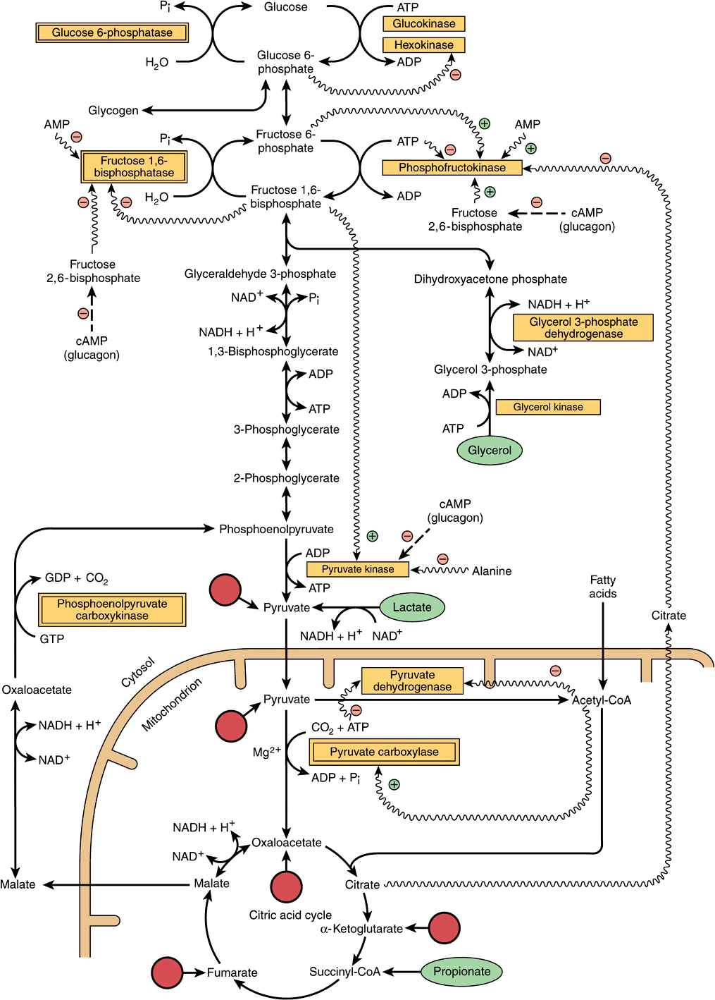 Pi
Glucose
ATP
Glucokinase
Glucose 6-phosphatase
Hexokinase
H2O
Glucose 6-
phosphate
ADP
−
Glycogen
AMP
−
Pi
Fructose 6-
phosphate
ATP
−
+
AMP
+
−
Fructose 1,6-
bisphosphatase
Phosphofructokinase
H2O
Fructose 1,6-
bisphosphate
ADP
−
−
+
−
Fructose
2,6-bisphosphate
cAMP
(glucagon)
Fructose
2,6-bisphosphate
Glyceraldehyde 3-phosphate
Dihydroxyacetone phosphate
−
cAMP
(glucagon)
NAD+
Pi
NADH + H+
NADH + H+
Glycerol 3-phosphate
dehydrogenase
NAD+
1,3-Bisphosphoglycerate
Glycerol 3-phosphate
ADP
ATP
ADP
Glycerol kinase
ATP
3-Phosphoglycerate
Glycerol
2-Phosphoglycerate
cAMP
(glucagon)
Phosphoenolpyruvate
+
−
ADP
Pyruvate kinase
−
Alanine
ATP
GDP + CO2
Phosphoenolpyruvate
carboxykinase
GTP
Pyruvate
Lactate
NADH + H+
NAD+
Fatty
acids
Citrate
Cytosol
Mitochondrion
Oxaloacetate
Pyruvate
dehydrogenase
−
Pyruvate
Acetyl-CoA
−
NADH + H+
NAD+
CO2 + ATP
Mg2+
Pyruvate carboxylase
ADP + Pi
+
NADH + H+
NAD+
Oxaloacetate
Malate
Malate
Citrate
Citric acid cycle
α-Ketoglutarate
Fumarate
Succinyl-CoA
Propionate